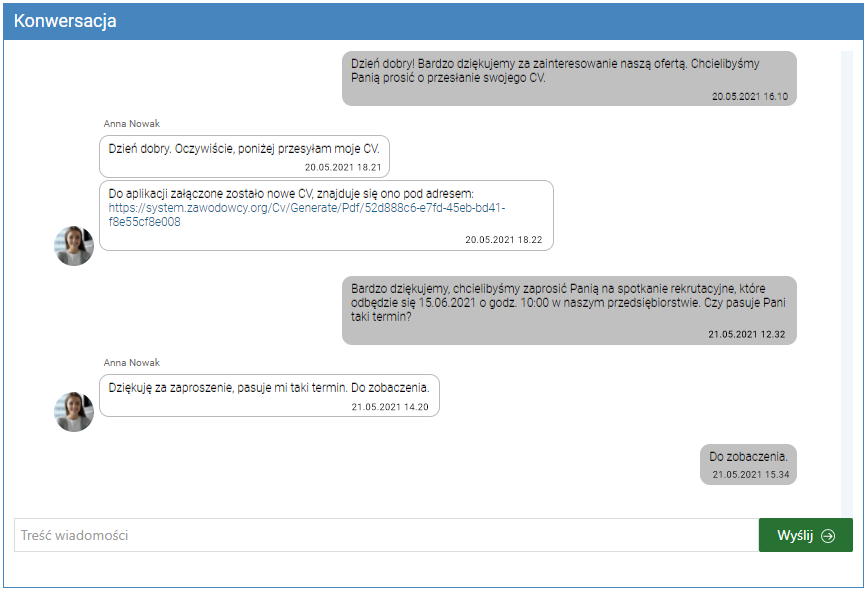 Konwersacja
Dzień dobry! Bardzo dziękujemy za zainteresowanie naszą ofertą. Chcielibyśmy
Panią prosić o przesłanie swojego CV.
20.05.2021 16.10
Anna Nowak
Dzień dobry. Oczywiście, poniżej przesyłam moje CV.
20.05.2021 18.21
Do aplikacji załączone zostało nowe CV, znajduje się ono pod adresem:
https://system.zawodowcy.org/Cv/Generate/Pdf/52d888c6-e7fd-45eb-bd41-
f8e55cf8e008
20.05.2021 18.22
Bardzo dziękujemy, chcielibyśmy zaprosić Panią na spotkanie rekrutacyjne, które
odbędzie się 15.06.2021 o godz. 10:00 w naszym przedsiębiorstwie. Czy pasuje Pani
taki termin?
21.05.2021 12.32
Anna Nowak
Dziękuję za zaproszenie, pasuje mi taki termin. Do zobaczenia.
21.05.2021 14.20
Do zobaczenia.
21.05.2021 15.34
Treść wiadomości
Wyślij